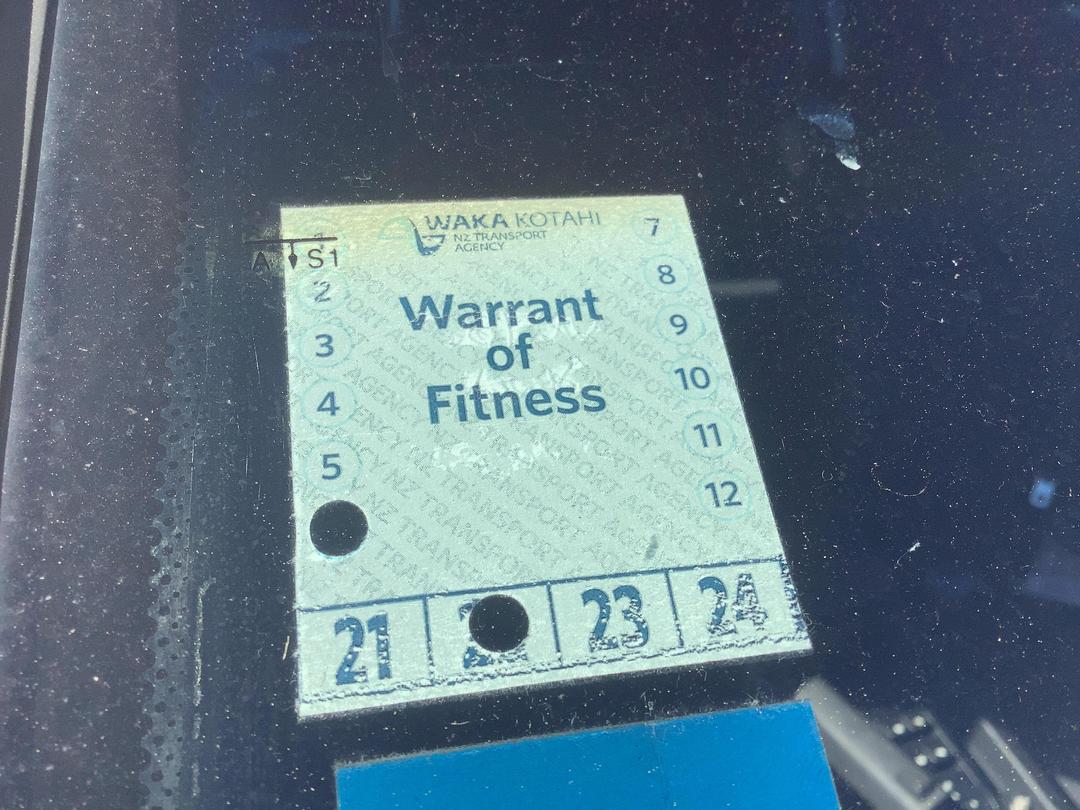 WAKA KOTAHI
NZ TRANSPORT
AGENCY
A S1
Warrant
of
Fitness
2
3
4
5
7
8
9
10
11
12
21
23
24